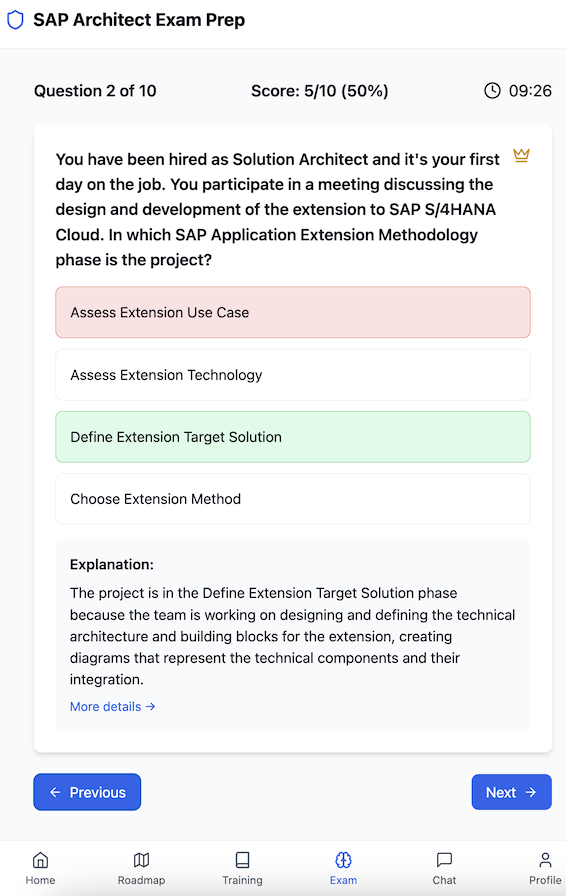 SAP Architect Exam Prep
Question 2 of 10
Score: 5/10 (50%)
09:26
You have been hired as Solution Architect and it's your first
day on the job. You participate in a meeting discussing the
design and development of the extension to SAP S/4HANA
Cloud. In which SAP Application Extension Methodology
phase is the project?
Assess Extension Use Case
Assess Extension Technology
Define Extension Target Solution
Choose Extension Method
Explanation:
The project is in the Define Extension Target Solution phase
because the team is working on designing and defining the technical
architecture and building blocks for the extension, creating
diagrams that represent the technical components and their
integration.
More details →
← Previous
Next →
Home
Roadmap
Training
Exam
Chat
Profile